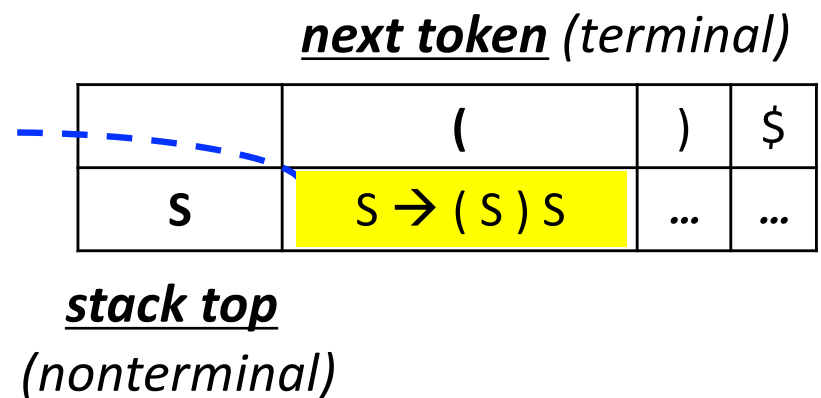 next token (terminal)
( ) $
S S → ( S ) S ... ...
stack top
(nonterminal)